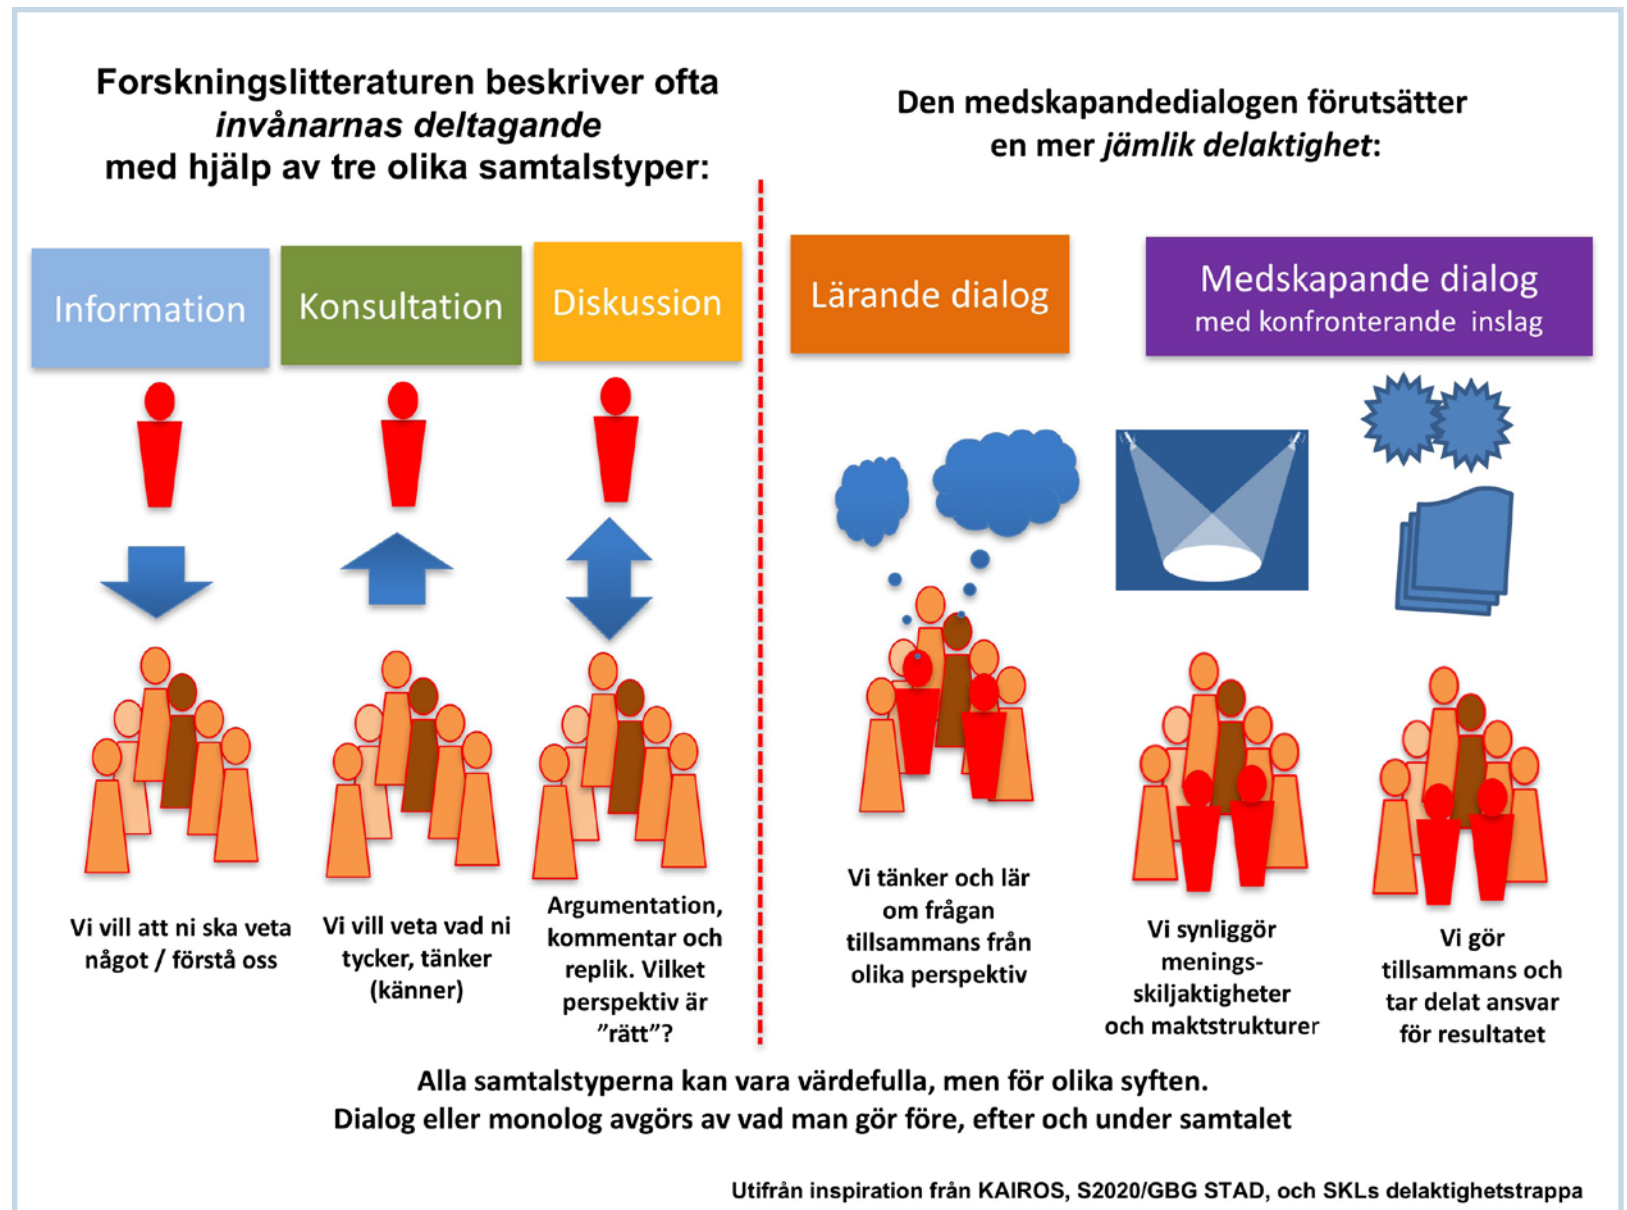 Forskningslitteraturen beskriver ofta
invånarnas deltagande
med hjälp av tre olika samtalstyper:
Den medskapandedialogen förutsätter
en mer jämlik delaktighet:
Information
Konsultation
Diskussion
Lärande dialog
Medskapande dialog
med konfronterande inslag
Vi vill att ni ska veta
något / förstå oss
Vi vill veta vad ni
tycker, tänker
(känner)
Argumentation,
kommentar och
replik. Vilket
perspektiv är
”rätt”?
Vi tänker och lär
om frågan
tillsammans från
olika perspektiv
Vi synliggör
menings-
skiljaktigheter
och maktstrukturer
Vi gör
tillsammans och
tar delat ansvar
för resultatet
Alla samtalstyperna kan vara värdefulla, men för olika syften.
Dialog eller monolog avgörs av vad man gör före, efter och under samtalet
Utifrån inspiration från KAIROS, S2020/GBG STAD, och SKLs delaktighetstrappa